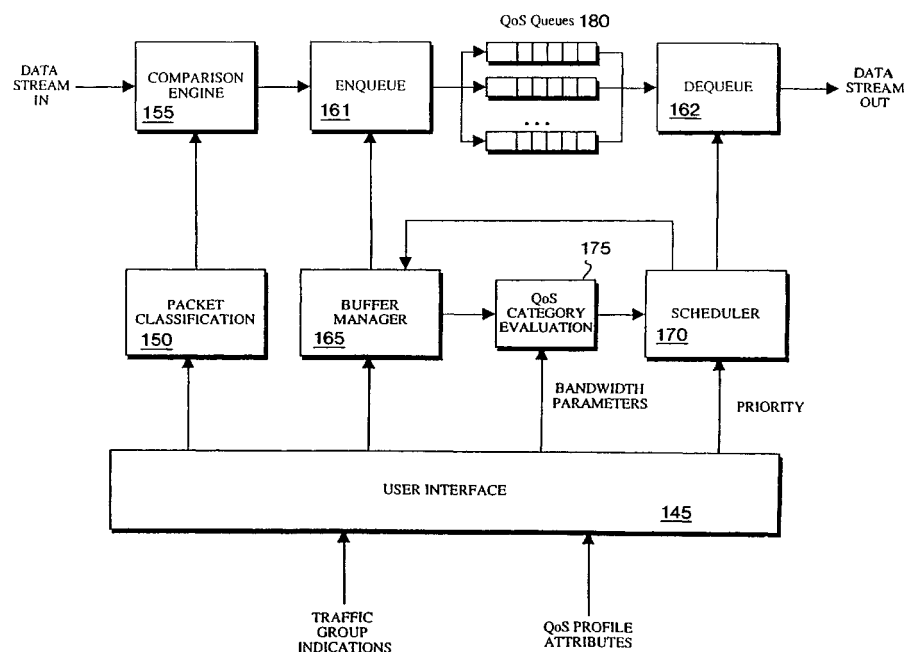 QoS Queues 180
DATA
STREAM
IN
COMPARISON
ENGINE
155
ENQUEUE
161
...
DEQUEUE
162
DATA
STREAM
OUT
PACKET
CLASSIFICATION
150
BUFFER
MANAGER
165
175
QoS
CATEGORY
EVALUATION
SCHEDULER
170
BANDWIDTH
PARAMETERS
PRIORITY
USER INTERFACE
145
TRAFFIC
GROUP
INDICATIONS
QoS PROFILE
ATTRIBUTES